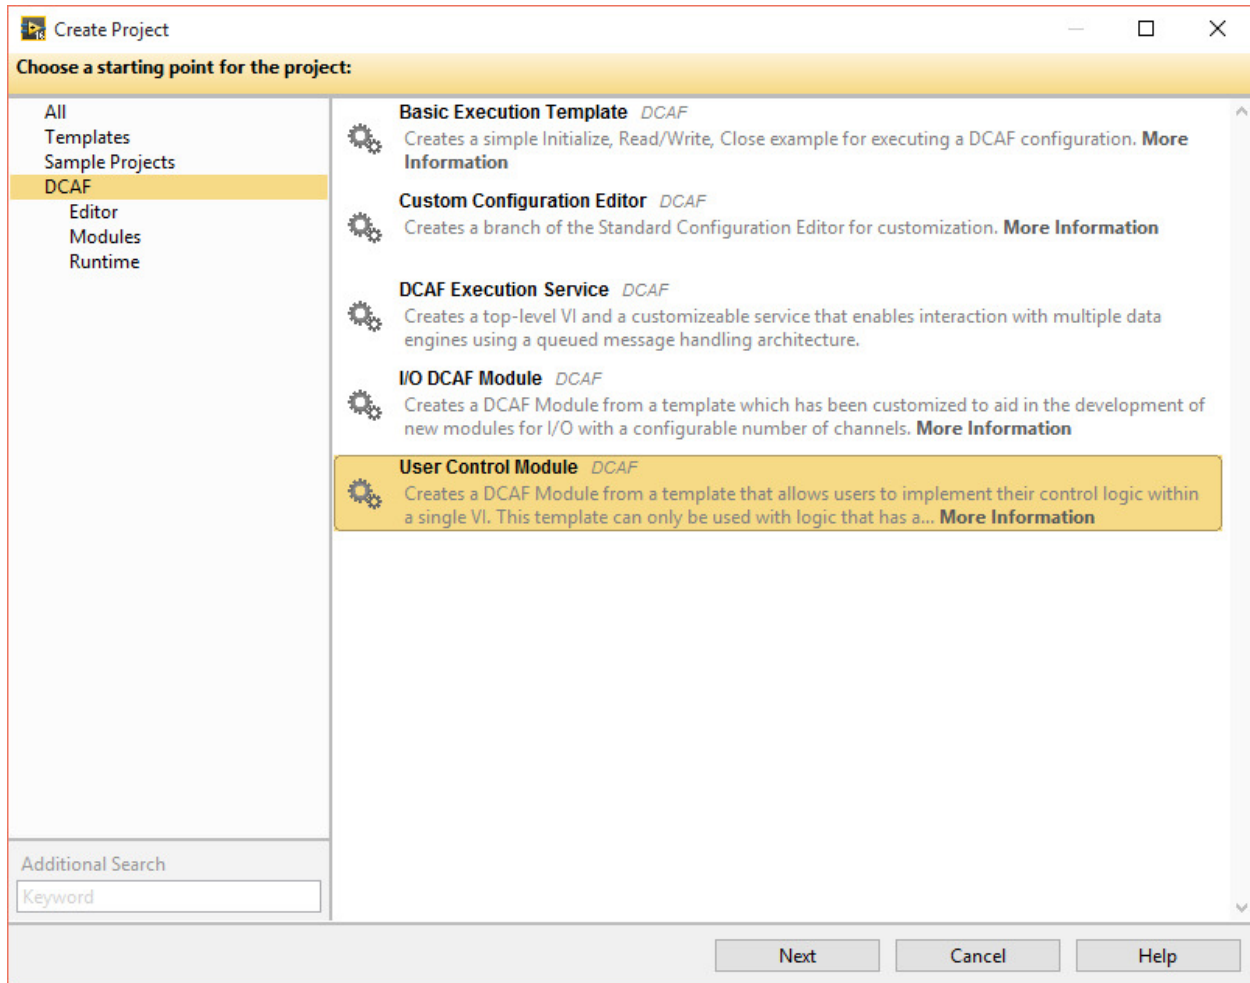 Create Project
Choose a starting point for the project:
All
Templates
Sample Projects
DCAF
Editor
Modules
Runtime
Basic Execution Template DCAF
Creates a simple Initialize, Read/Write, Close example for executing a DCAF configuration. More
Information
Custom Configuration Editor DCAF
Creates a branch of the Standard Configuration Editor for customization. More Information
DCAF Execution Service DCAF
Creates a top-level VI and a customizeable service that enables interaction with multiple data
engines using a queued message handling architecture.
I/O DCAF Module DCAF
Creates a DCAF Module from a template which has been customized to aid in the development of
new modules for I/O with a configurable number of channels. More Information
User Control Module DCAF
Creates a DCAF Module from a template that allows users to implement their control logic within
a single VI. This template can only be used with logic that has a... More Information
Additional Search
Keyword
Next Cancel Help